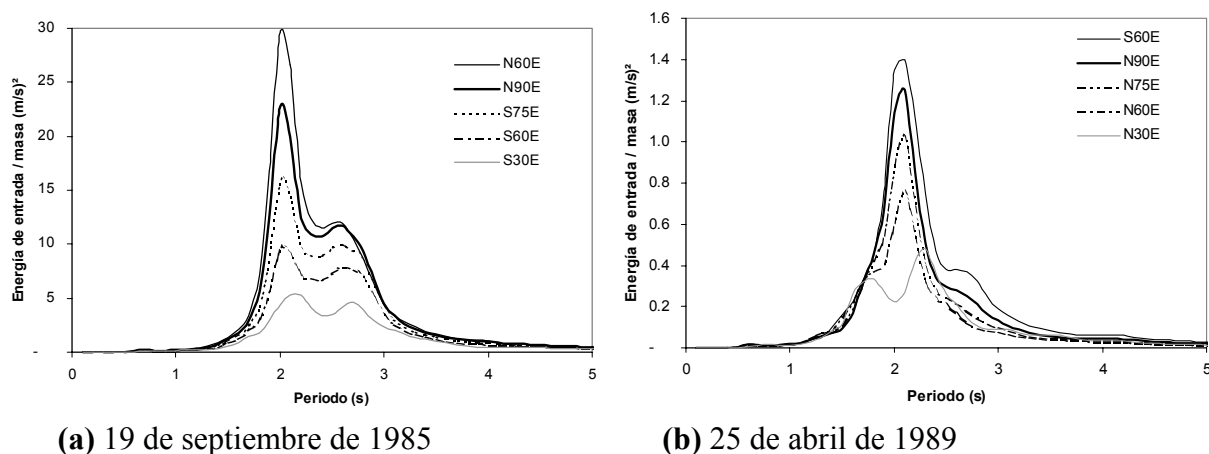 30
25
20
15
10
5
-
0
1
2
3
4
5
Energía de entrada / masa (m/s)²
Periodo (s)
N60E
N90E
S75E
S60E
S30E
(a) 19 de septiembre de 1985
1.6
1.4
1.2
1.0
0.8
0.6
0.4
0.2
-
0
1
2
3
4
5
Energía de entrada / masa (m/s)²
Periodo (s)
S60E
N90E
N75E
N60E
N30E
(b) 25 de abril de 1989